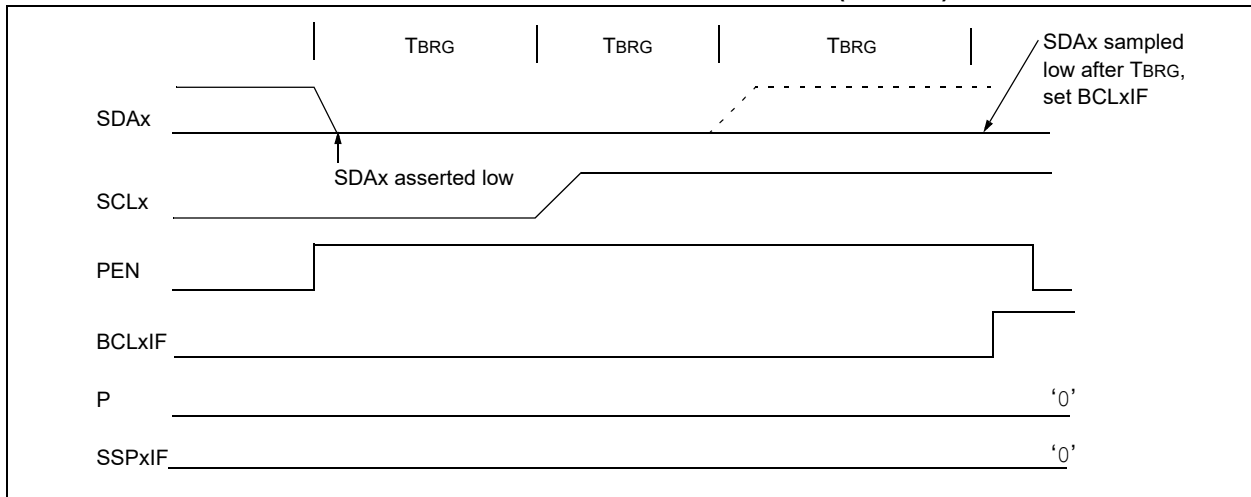 TBRG TBRG TBRG
SDAx sampled
low after TBRG,
set BCLxIF
SDAx
SDAx asserted low
SCLx
PEN
BCLxIF
P ‘0’
SSPxIF ‘0’